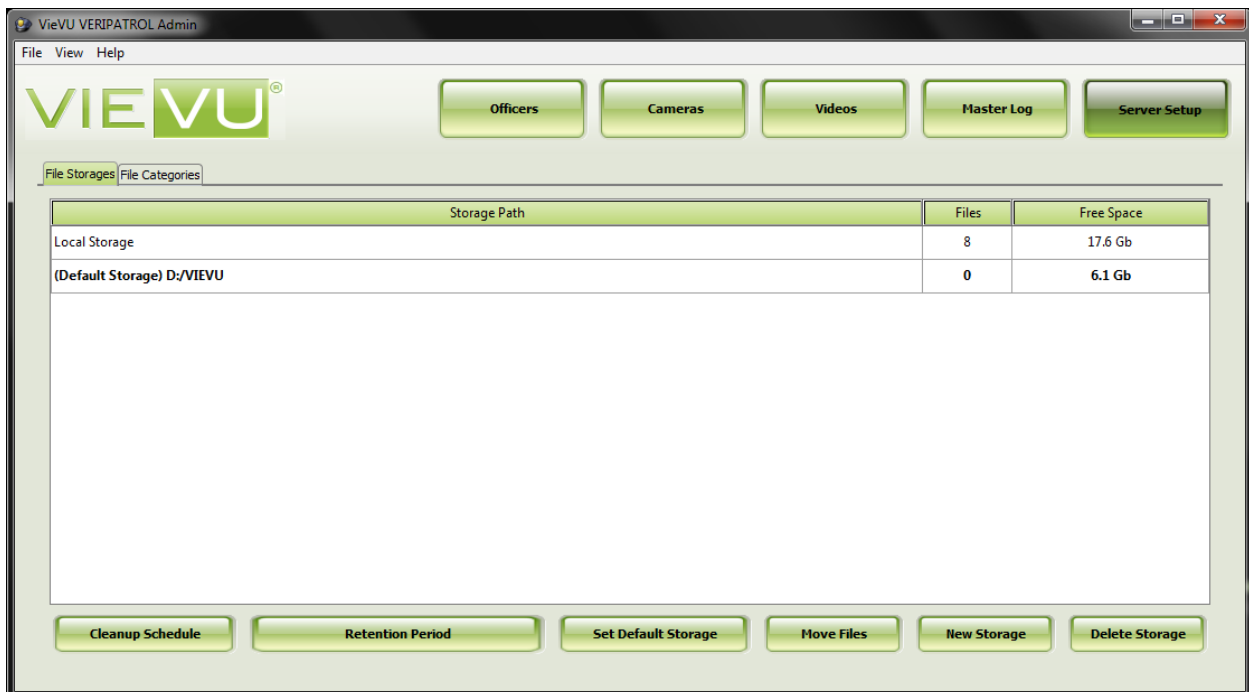 VieVU VERIPATROL Admin
File View Help
VIEVU®
Officers Cameras Videos Master Log Server Setup
File Storages File Categories
Storage Path Files Free Space
Local Storage 8 17.6 Gb
(Default Storage) D:/VIEVU 0 6.1 Gb
Cleanup Schedule Retention Period Set Default Storage Move Files New Storage Delete Storage